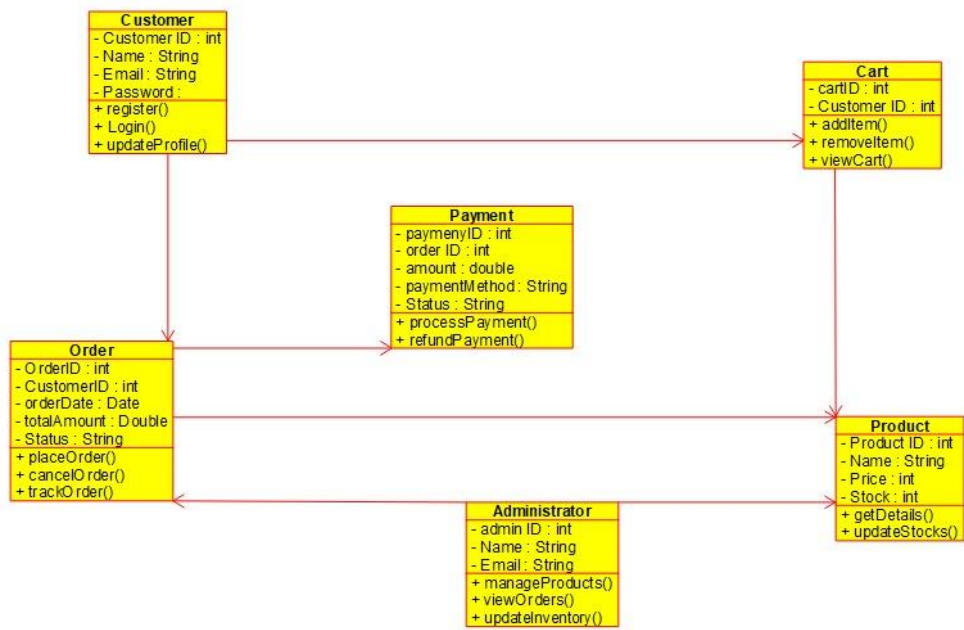 Customer
- Customer ID : int
- Name : String
- Email : String
- Password :
+ register()
+ Login()
+ updateProfile()
Cart
- cartID : int
- Customer ID : int
+ addItem()
+ removeItem()
+ viewCart()
Payment
- paymenyID : int
- order ID : int
- amount : double
- paymentMethod : String
- Status : String
+ processPayment()
+ refundPayment()
Order
- OrderID : int
- CustomerID : int
- orderDate : Date
- totalAmount : Double
- Status : String
+ placeOrder()
+ cancelOrder()
+ trackOrder()
Product
- Product ID : int
- Name : String
- Price : int
- Stock : int
+ getDetails()
+ updateStocks()
Administrator
- admin ID : int
- Name : String
- Email : String
+ manageProducts()
+ viewOrders()
+ updateInventory()